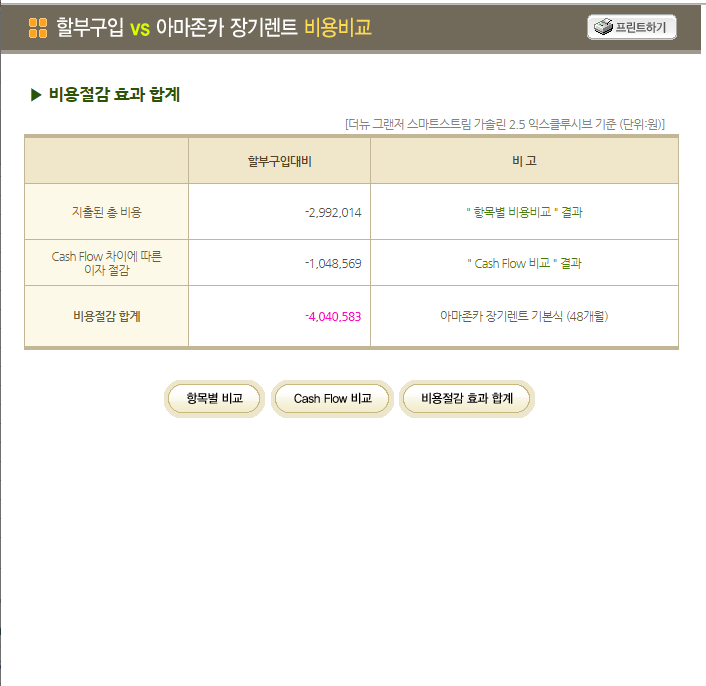 할부구입 vs 아마존카 장기렌트 비용비교
프린트하기
▶ 비용절감 효과 합계
[더뉴 그랜저 스마트스트림 가솔린 2.5 익스클루시브 기준 (단위:원)]
할부구입대비 비 고
지출된 총 비용 -2,992,014 " 항목별 비용비교 " 결과
Cash Flow 차이에 따른
이자 절감 -1,048,569 " Cash Flow 비교 " 결과
비용절감 합계 -4,040,583 아마존카 장기렌트 기본식 (48개월)
항목별 비교 Cash Flow 비교 비용절감 효과 합계